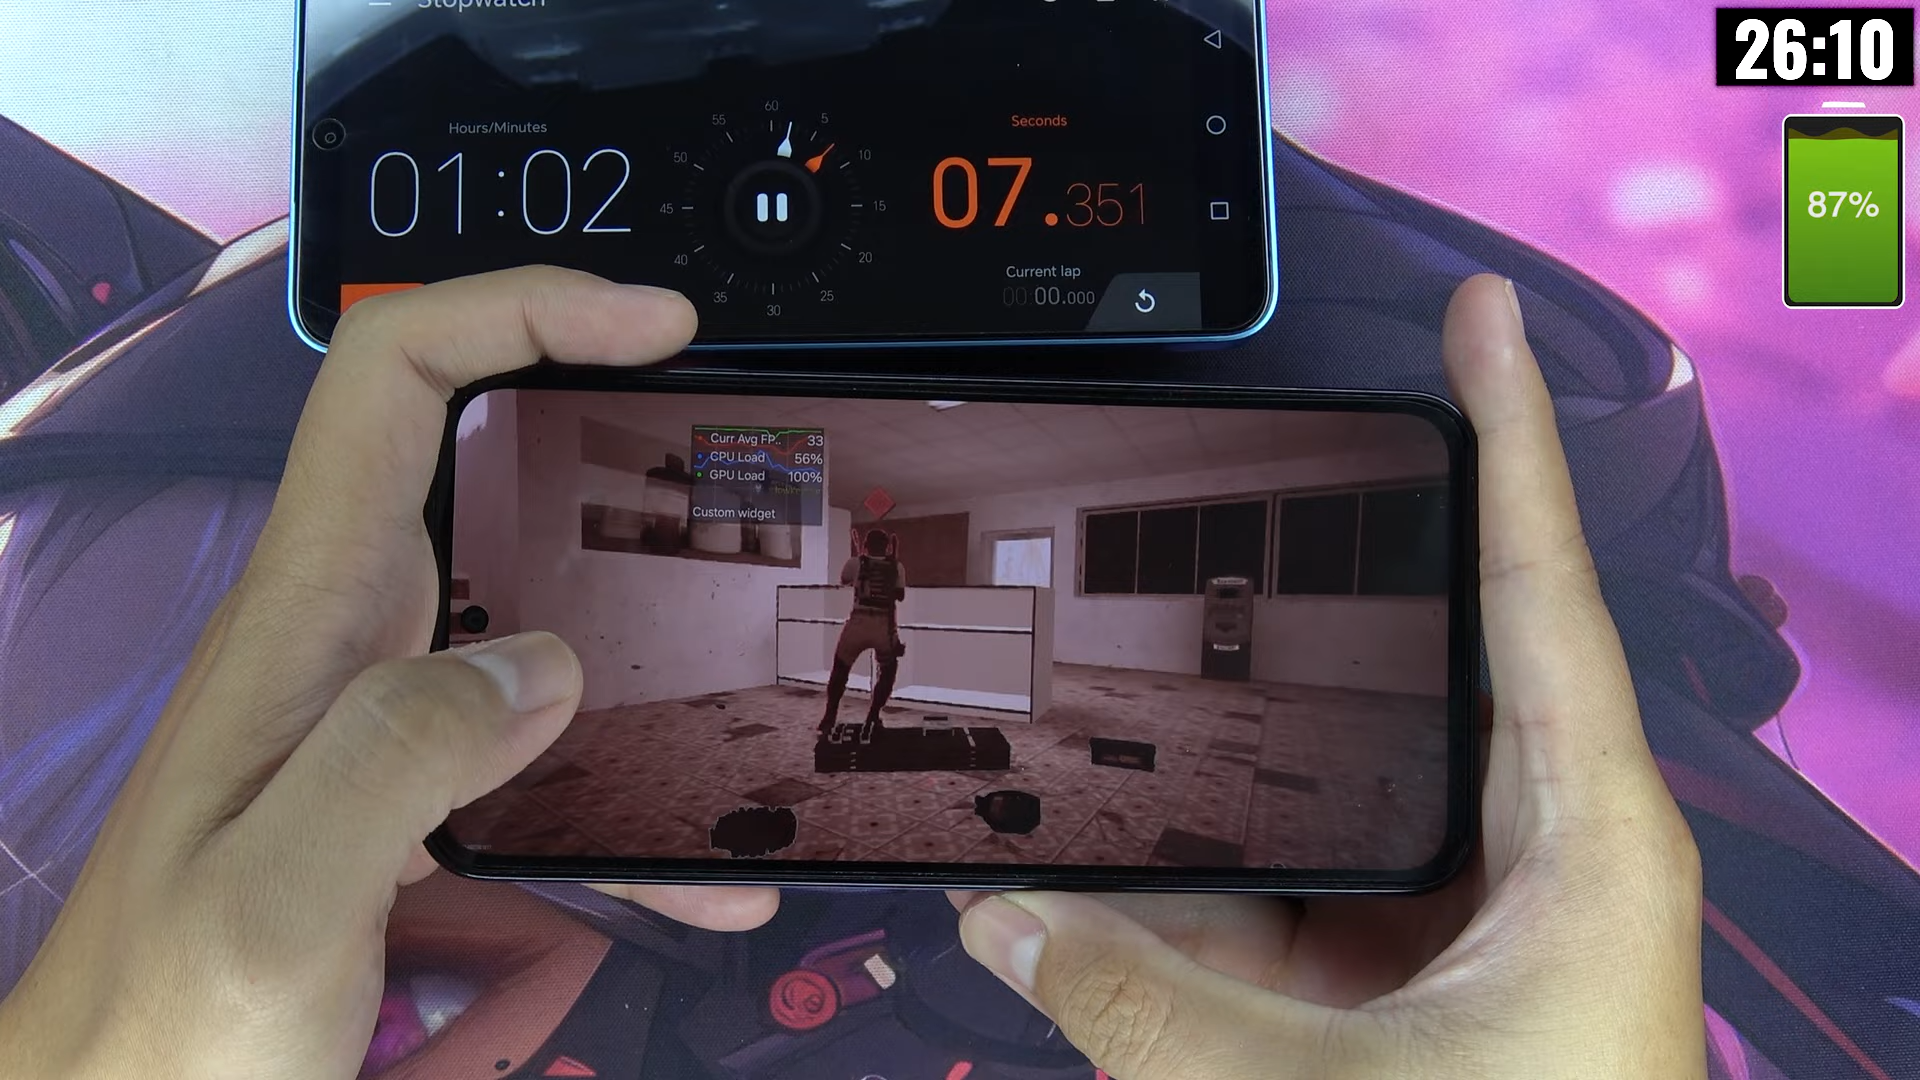 Stopwatch
26:10
87%
Hours/Minutes
01:02
60
5
10
15
20
25
30
35
40
45
50
55
Seconds
07.351
Current lap
00:00.000
Curr Avg FP.. 33
CPU Load 56%
GPU Load 100%
Custom widget